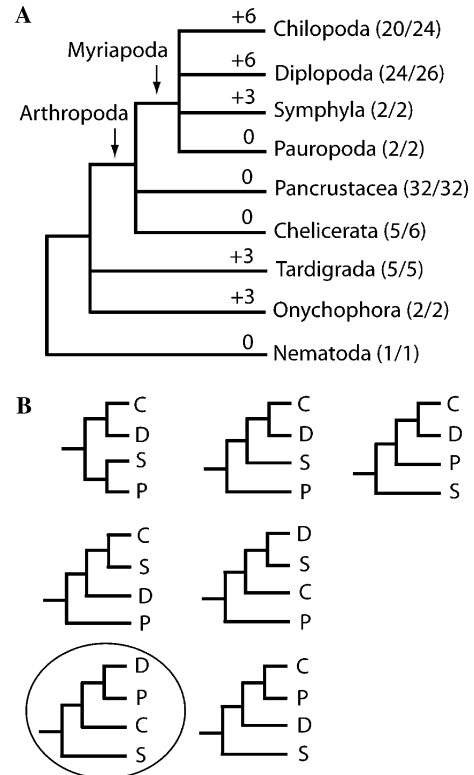 A
+6 Chilopoda (20/24)
Myriapoda
+6 Diplopoda (24/26)
+3 Symphyla (2/2)
Arthropoda
0 Pauropoda (2/2)
0 Pancrustacea (32/32)
0 Chelicerata (5/6)
+3 Tardigrada (5/5)
+3 Onychophora (2/2)
0 Nematoda (1/1)
B
C
D
S
P
C
D
S
P
C
D
P
S
C
S
D
P
D
S
C
P
D
P
C
S
C
P
D
S